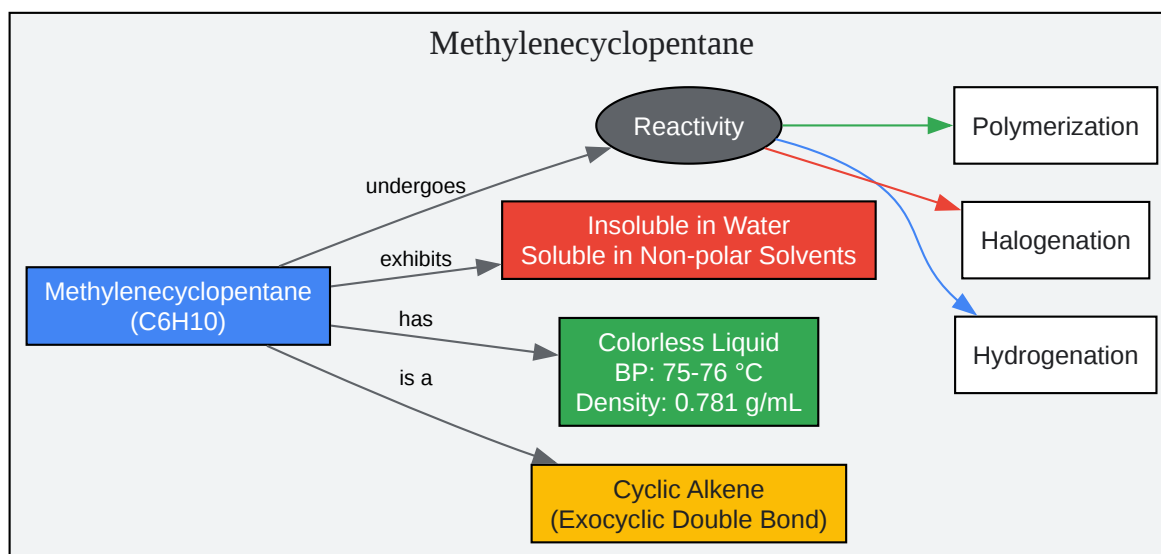 Methylenecyclopentane
Reactivity
Polymerization
undergoes
Insoluble in Water
Soluble in Non-polar Solvents
Halogenation
exhibits
Methylenecyclopentane
(C6H10)
has
Colorless Liquid
BP: 75-76 °C
Density: 0.781 g/mL
Hydrogenation
is a
Cyclic Alkene
(Exocyclic Double Bond)